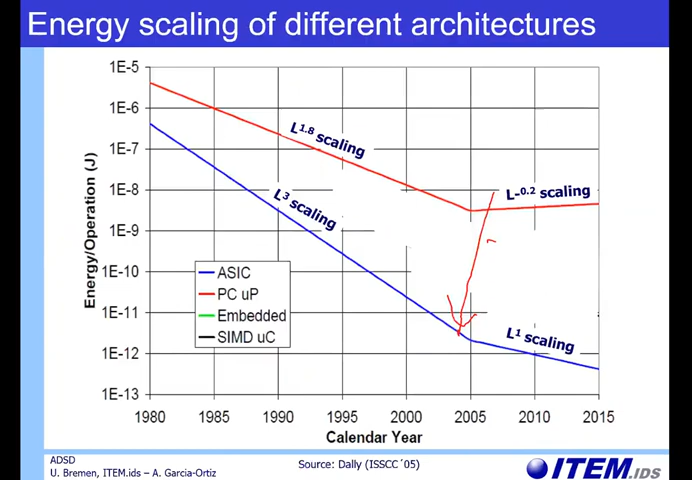 Energy scaling of different architectures
1E-5
1E-6
1E-7
1E-8
1E-9
1E-10
1E-11
1E-12
1E-13
Energy/Operation (J)
L1.8 scaling
L3 scaling
L-0.2 scaling
L1 scaling
ASIC
PC uP
Embedded
SIMD uC
1980 1985 1990 1995 2000 2005 2010 2015
Calendar Year
ADSD
U. Bremen, ITEM.ids – A. Garcia-Ortiz
Source: Dally (ISSCC´05)
ITEM.IDS